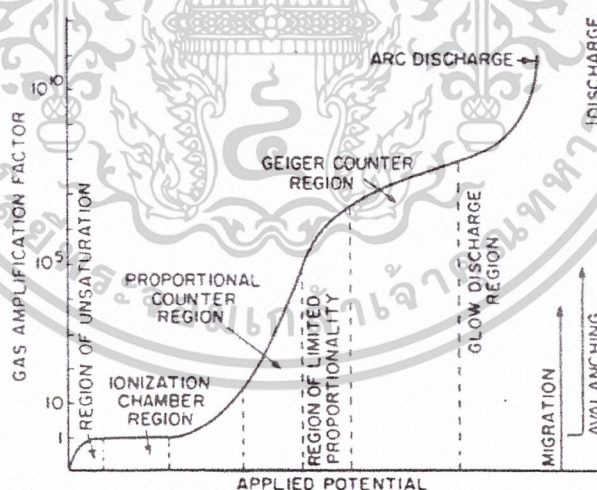 ARC DISCHARGE
10¹⁰
GEIGER COUNTER
REGION
GAS AMPLIFICATION FACTOR
REGION OF UNSATURATION
10⁵
PROPORTIONAL
COUNTER
REGION
REGION OF LIMITED
PROPORTIONALITY
GLOW DISCHARGE
REGION
IONIZATION
CHAMBER
REGION
10
1
MIGRATION
AVALANCHING
DISCHARGE
APPLIED POTENTIAL